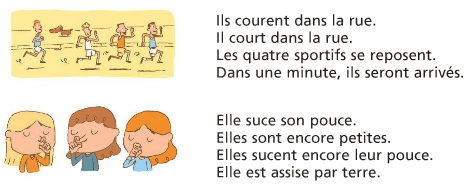 Ils courent dans la rue.
Il court dans la rue.
Les quatre sportifs se reposent.
Dans une minute, ils seront arrivés.
Elle suce son pouce.
Elles sont encore petites.
Elles sucent encore leur pouce.
Elle est assise par terre.